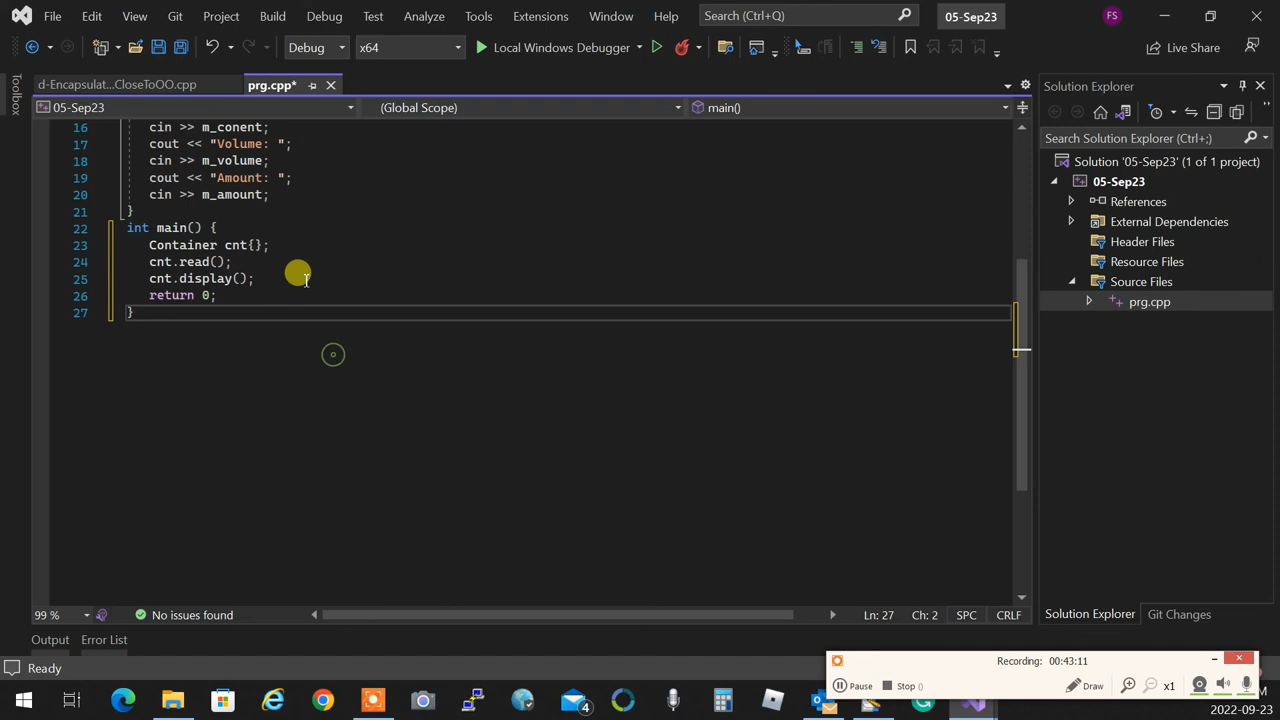 File Edit View Git Project Build Debug Test Analyze Tools Extensions Window Help Search (Ctrl+Q) 05-Sep23 FS
Debug x64 Local Windows Debugger Live Share
Toolbox
d-Encapsulat...CloseToOO.cpp prg.cpp*
05-Sep23 (Global Scope) main()
16 cin >> m_conent;
17 cout << "Volume: ";
18 cin >> m_volume;
19 cout << "Amount: ";
20 cin >> m_amount;
21 }
22 int main() {
23 Container cnt{};
24 cnt.read();
25 cnt.display();
26 return 0;
27 }
Solution Explorer
Search Solution Explorer (Ctrl+;)
Solution '05-Sep23' (1 of 1 project)
05-Sep23
References
External Dependencies
Header Files
Resource Files
Source Files
prg.cpp
99 % No issues found Ln: 27 Ch: 2 SPC CRLF
Solution Explorer Git Changes
Output Error List
Ready
Recording: 00:43:11
Pause Stop () Draw x1
4
M
2022-09-23